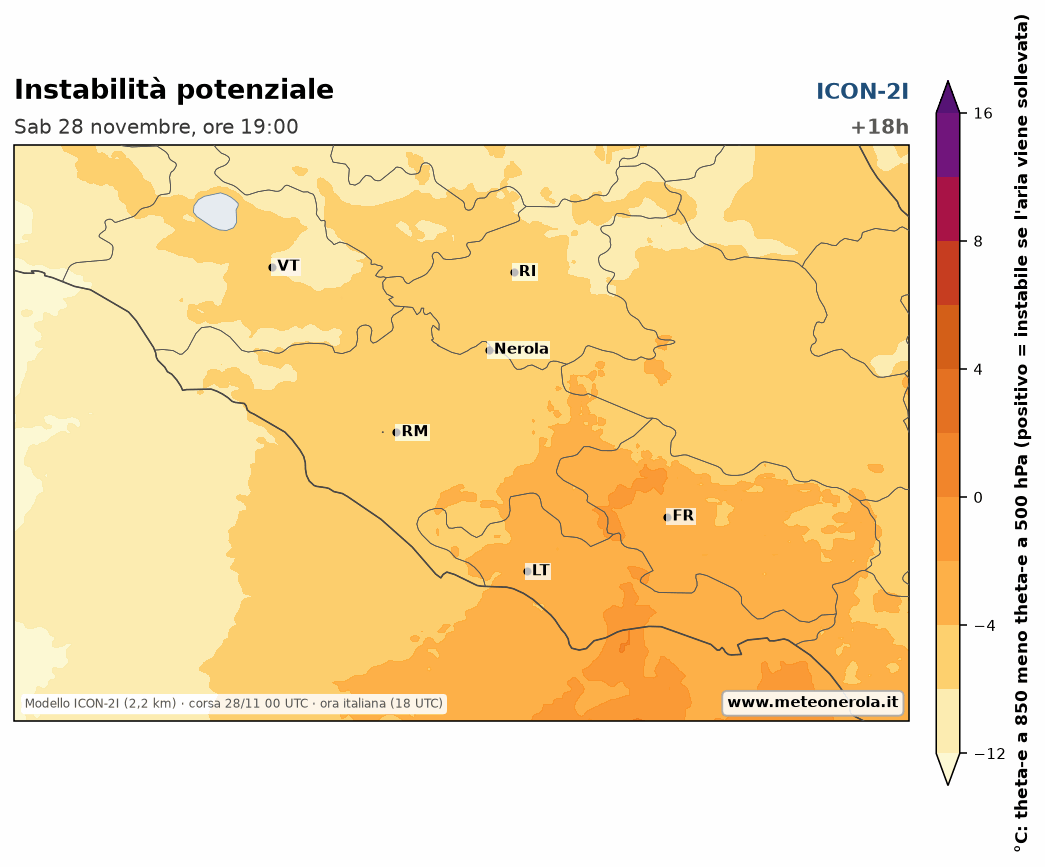 Instabilità potenziale
ICON-2I
Sab 28 novembre, ore 19:00
+18h
VT
RI
Nerola
RM
FR
LT
Modello ICON-2I (2,2 km) · corsa 28/11 00 UTC · ora italiana (18 UTC)
www.meteonerola.it
16
8
4
0
−4
−12
°C: theta-e a 850 meno theta-e a 500 hPa (positivo = instabile se l'aria viene sollevata)